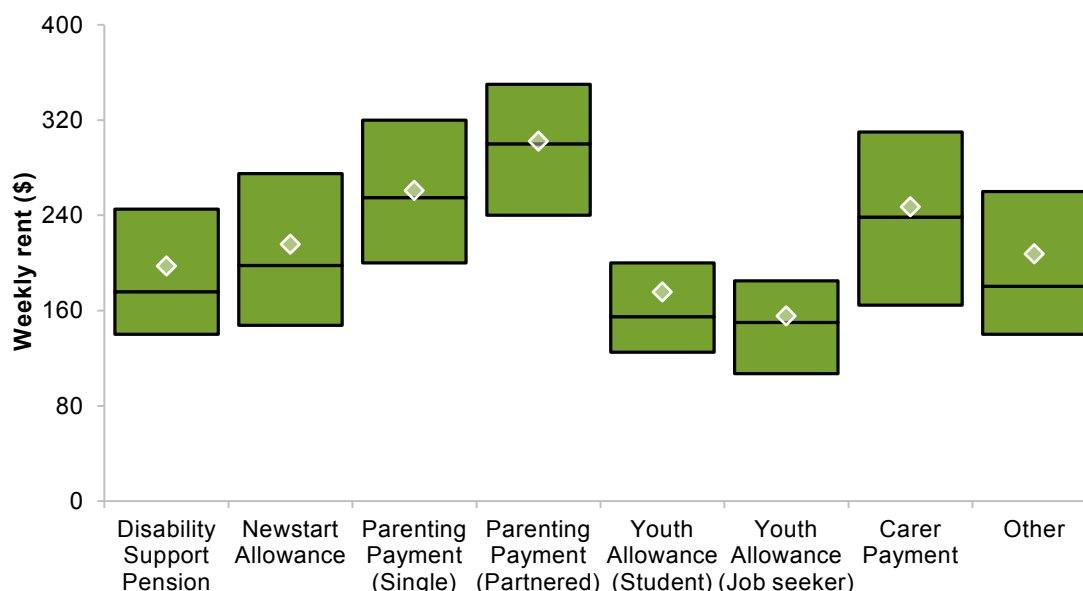 400
320
240
160
80
0
Weekly rent ($)
Disability
Support
Pension
Newstart
Allowance
Parenting
Payment
(Single)
Parenting
Payment
(Partnered)
Youth
Allowance
(Student)
Youth
Allowance
(Job seeker)
Carer
Payment
Other